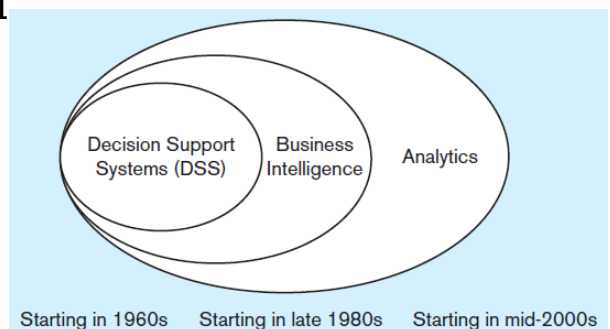 Decision Support
Systems (DSS)
Business
Intelligence
Analytics
Starting in 1960s
Starting in late 1980s
Starting in mid-2000s